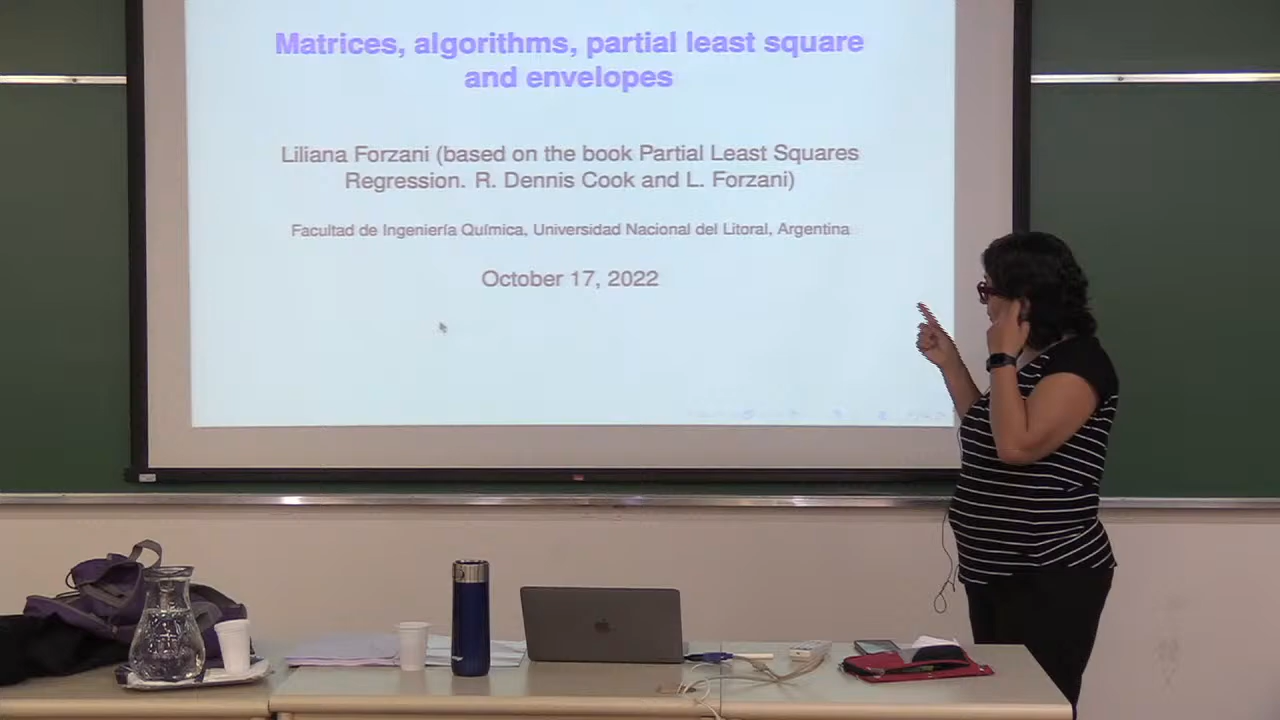 Matrices, algorithms, partial least square
and envelopes
Liliana Forzani (based on the book Partial Least Squares
Regression. R. Dennis Cook and L. Forzani)
Facultad de Ingeniería Química, Universidad Nacional del Litoral, Argentina
October 17, 2022